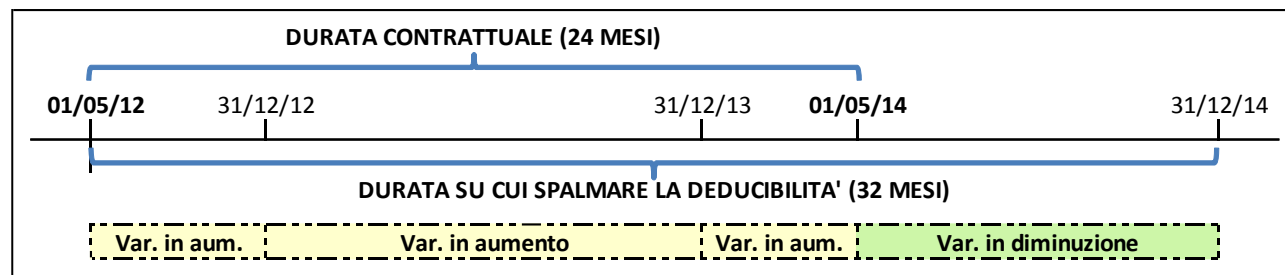 DURATA CONTRATTUALE (24 MESI)
01/05/12 31/12/12 31/12/13 01/05/14 31/12/14
DURATA SU CUI SPALMARE LA DEDUCIBILITA' (32 MESI)
Var. in aum. Var. in aumento Var. in aum. Var. in diminuzione